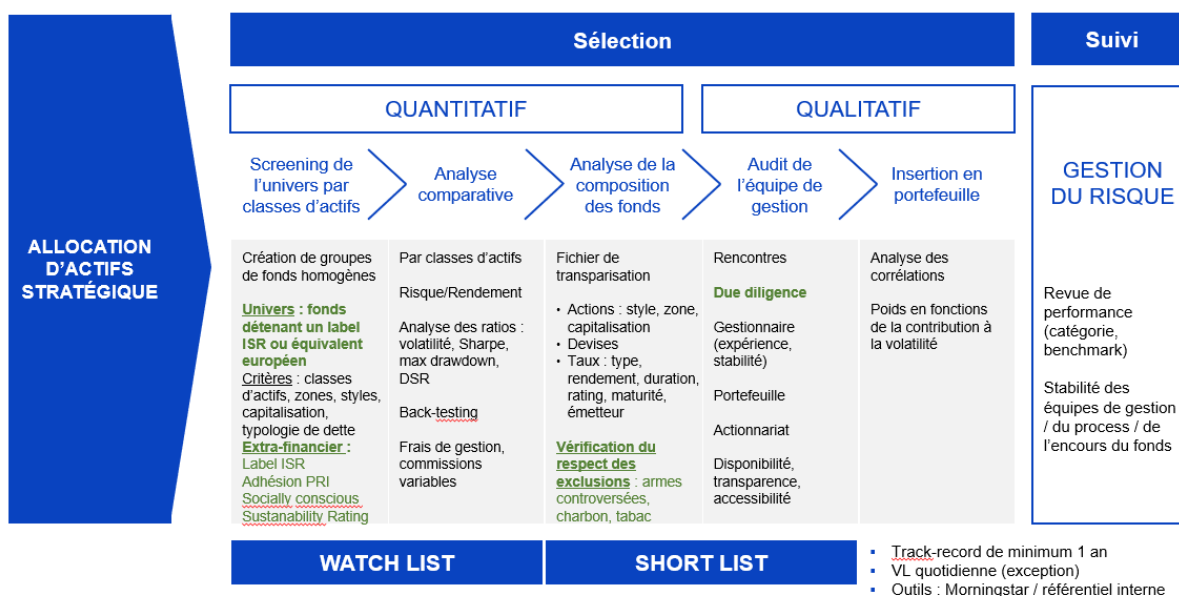 Sélection
Suivi
QUANTITATIF
QUALITATIF
ALLOCATION
D'ACTIFS
STRATÉGIQUE
Screening de
l'univers par
classes d'actifs
Analyse
comparative
Analyse de la
composition
des fonds
Audit de
l'équipe de
gestion
Insertion en
portefeuille
GESTION
DU RISQUE
Création de groupes
de fonds homogènes
Univers : fonds
détenant un label
ISR ou équivalent
européen
Critères : classes
d'actifs, zones, styles,
capitalisation,
typologie de dette
Extra-financier :
Label ISR
Adhésion PRI
Socially conscious
Sustanability Rating
Par classes d'actifs
Risque/Rendement
Analyse des ratios :
volatilité, Sharpe,
max drawdown,
DSR
Back-testing
Frais de gestion,
commissions
variables
Fichier de
transparisation
• Actions : style, zone,
capitalisation
• Devises
• Taux : type,
rendement, duration,
rating, maturité,
émetteur
Vérification du
respect des
exclusions : armes
controversées,
charbon, tabac
Rencontres
Due diligence
Gestionnaire
(expérience,
stabilité)
Portefeuille
Actionnariat
Disponibilité,
transparence,
accessibilité
Analyse des
corrélations
Poids en fonctions
de la contribution à
la volatilité
Revue de
performance
(catégorie,
benchmark)
Stabilité des
équipes de gestion
/ du process / de
l'encours du fonds
WATCH LIST
SHORT LIST
▪ Track-record de minimum 1 an
▪ VL quotidienne (exception)
▪ Outils : Morningstar / référentiel interne